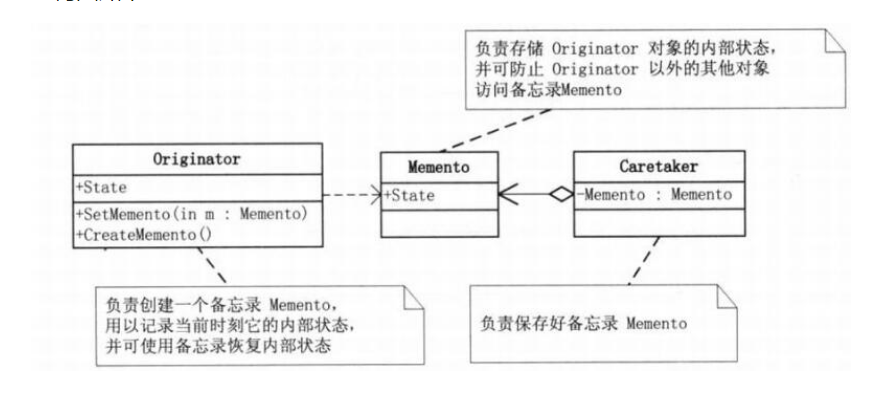 负责存储 Originator 对象的内部状态,
并可防止 Originator 以外的其他对象
访问备忘录Memento
Originator
+State
+SetMemento(in m : Memento)
+CreateMemento()
Memento
+State
Caretaker
-Memento : Memento
负责创建一个备忘录 Memento,
用以记录当前时刻它的内部状态,
并可使用备忘录恢复内部状态
负责保存好备忘录 Memento